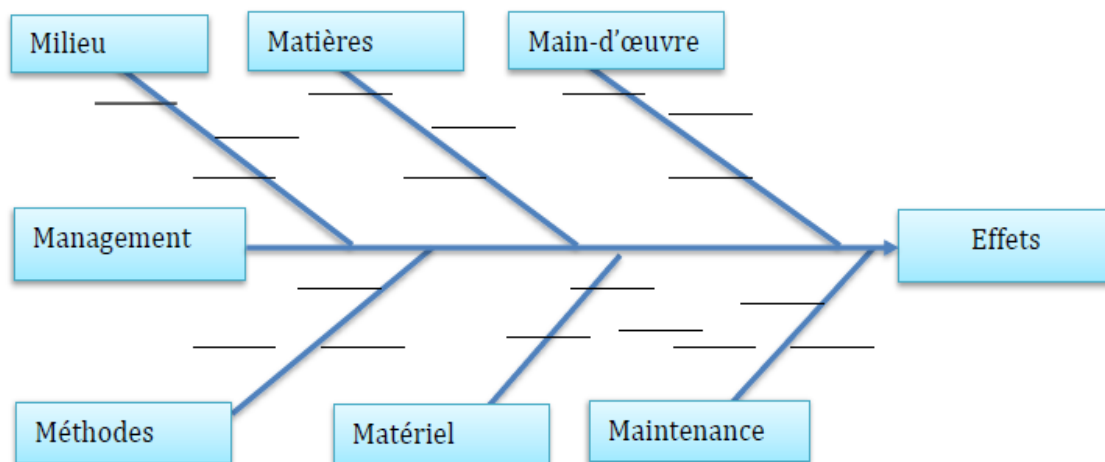 Milieu
Matières
Main-d’œuvre
Management
Effets
Méthodes
Matériel
Maintenance